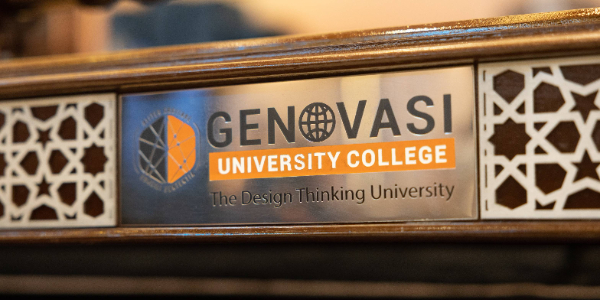 GENOVASI
UNIVERSITY COLLEGE
The Design Thinking University